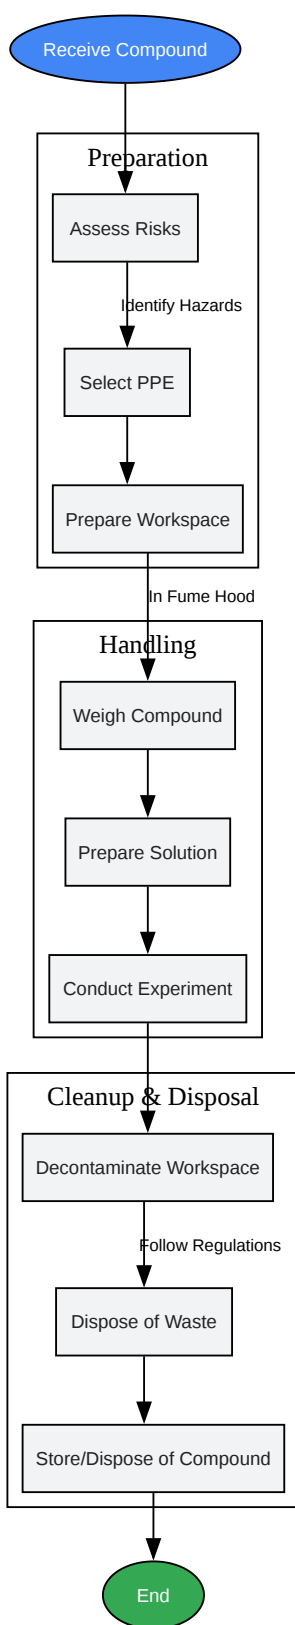 Receive Compound
Preparation
Assess Risks
Identify Hazards
Select PPE
Prepare Workspace
In Fume Hood
Handling
Weigh Compound
Prepare Solution
Conduct Experiment
Cleanup & Disposal
Decontaminate Workspace
Follow Regulations
Dispose of Waste
Store/Dispose of Compound
End